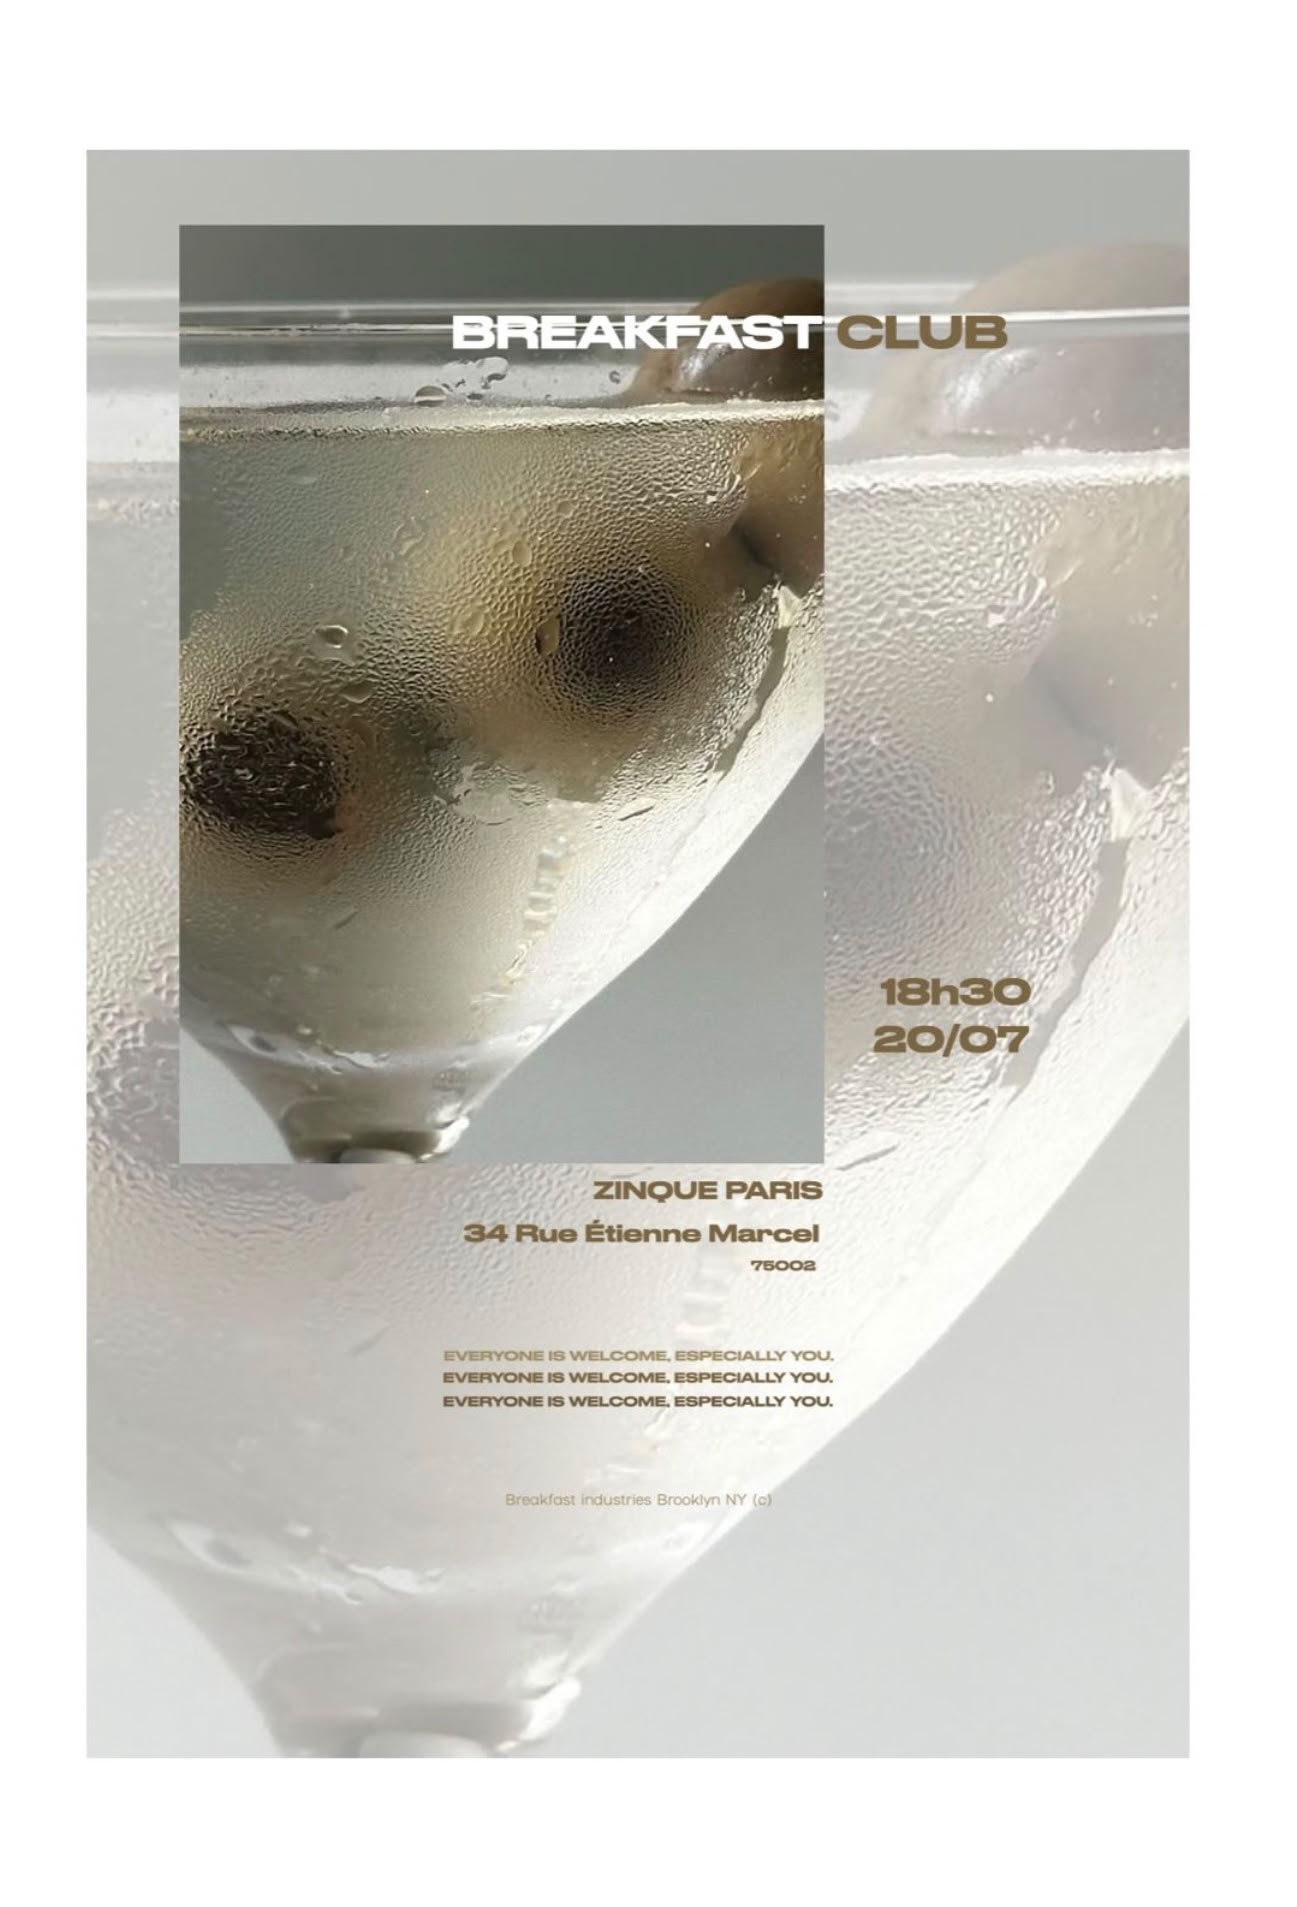 BREAKFAST CLUB
18h30
20/07
ZINQUE PARIS
34 Rue Étienne Marcel
75002
EVERYONE IS WELCOME, ESPECIALLY YOU.
EVERYONE IS WELCOME, ESPECIALLY YOU.
EVERYONE IS WELCOME, ESPECIALLY YOU.
Breakfast industries Brooklyn NY (c)